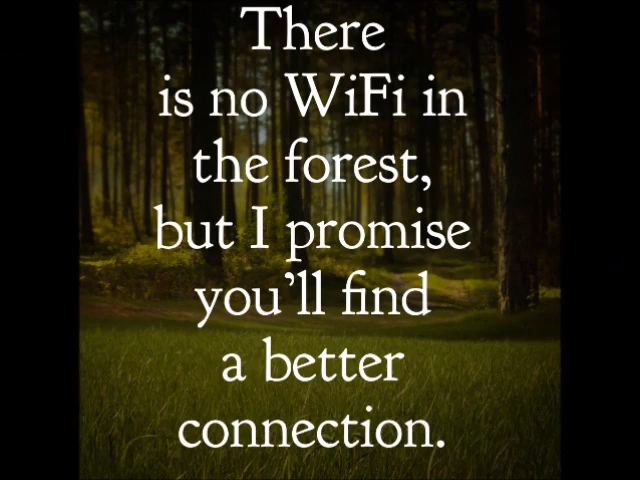 There
is no WiFi in
the forest,
but I promise
you’ll find
a better
connection.